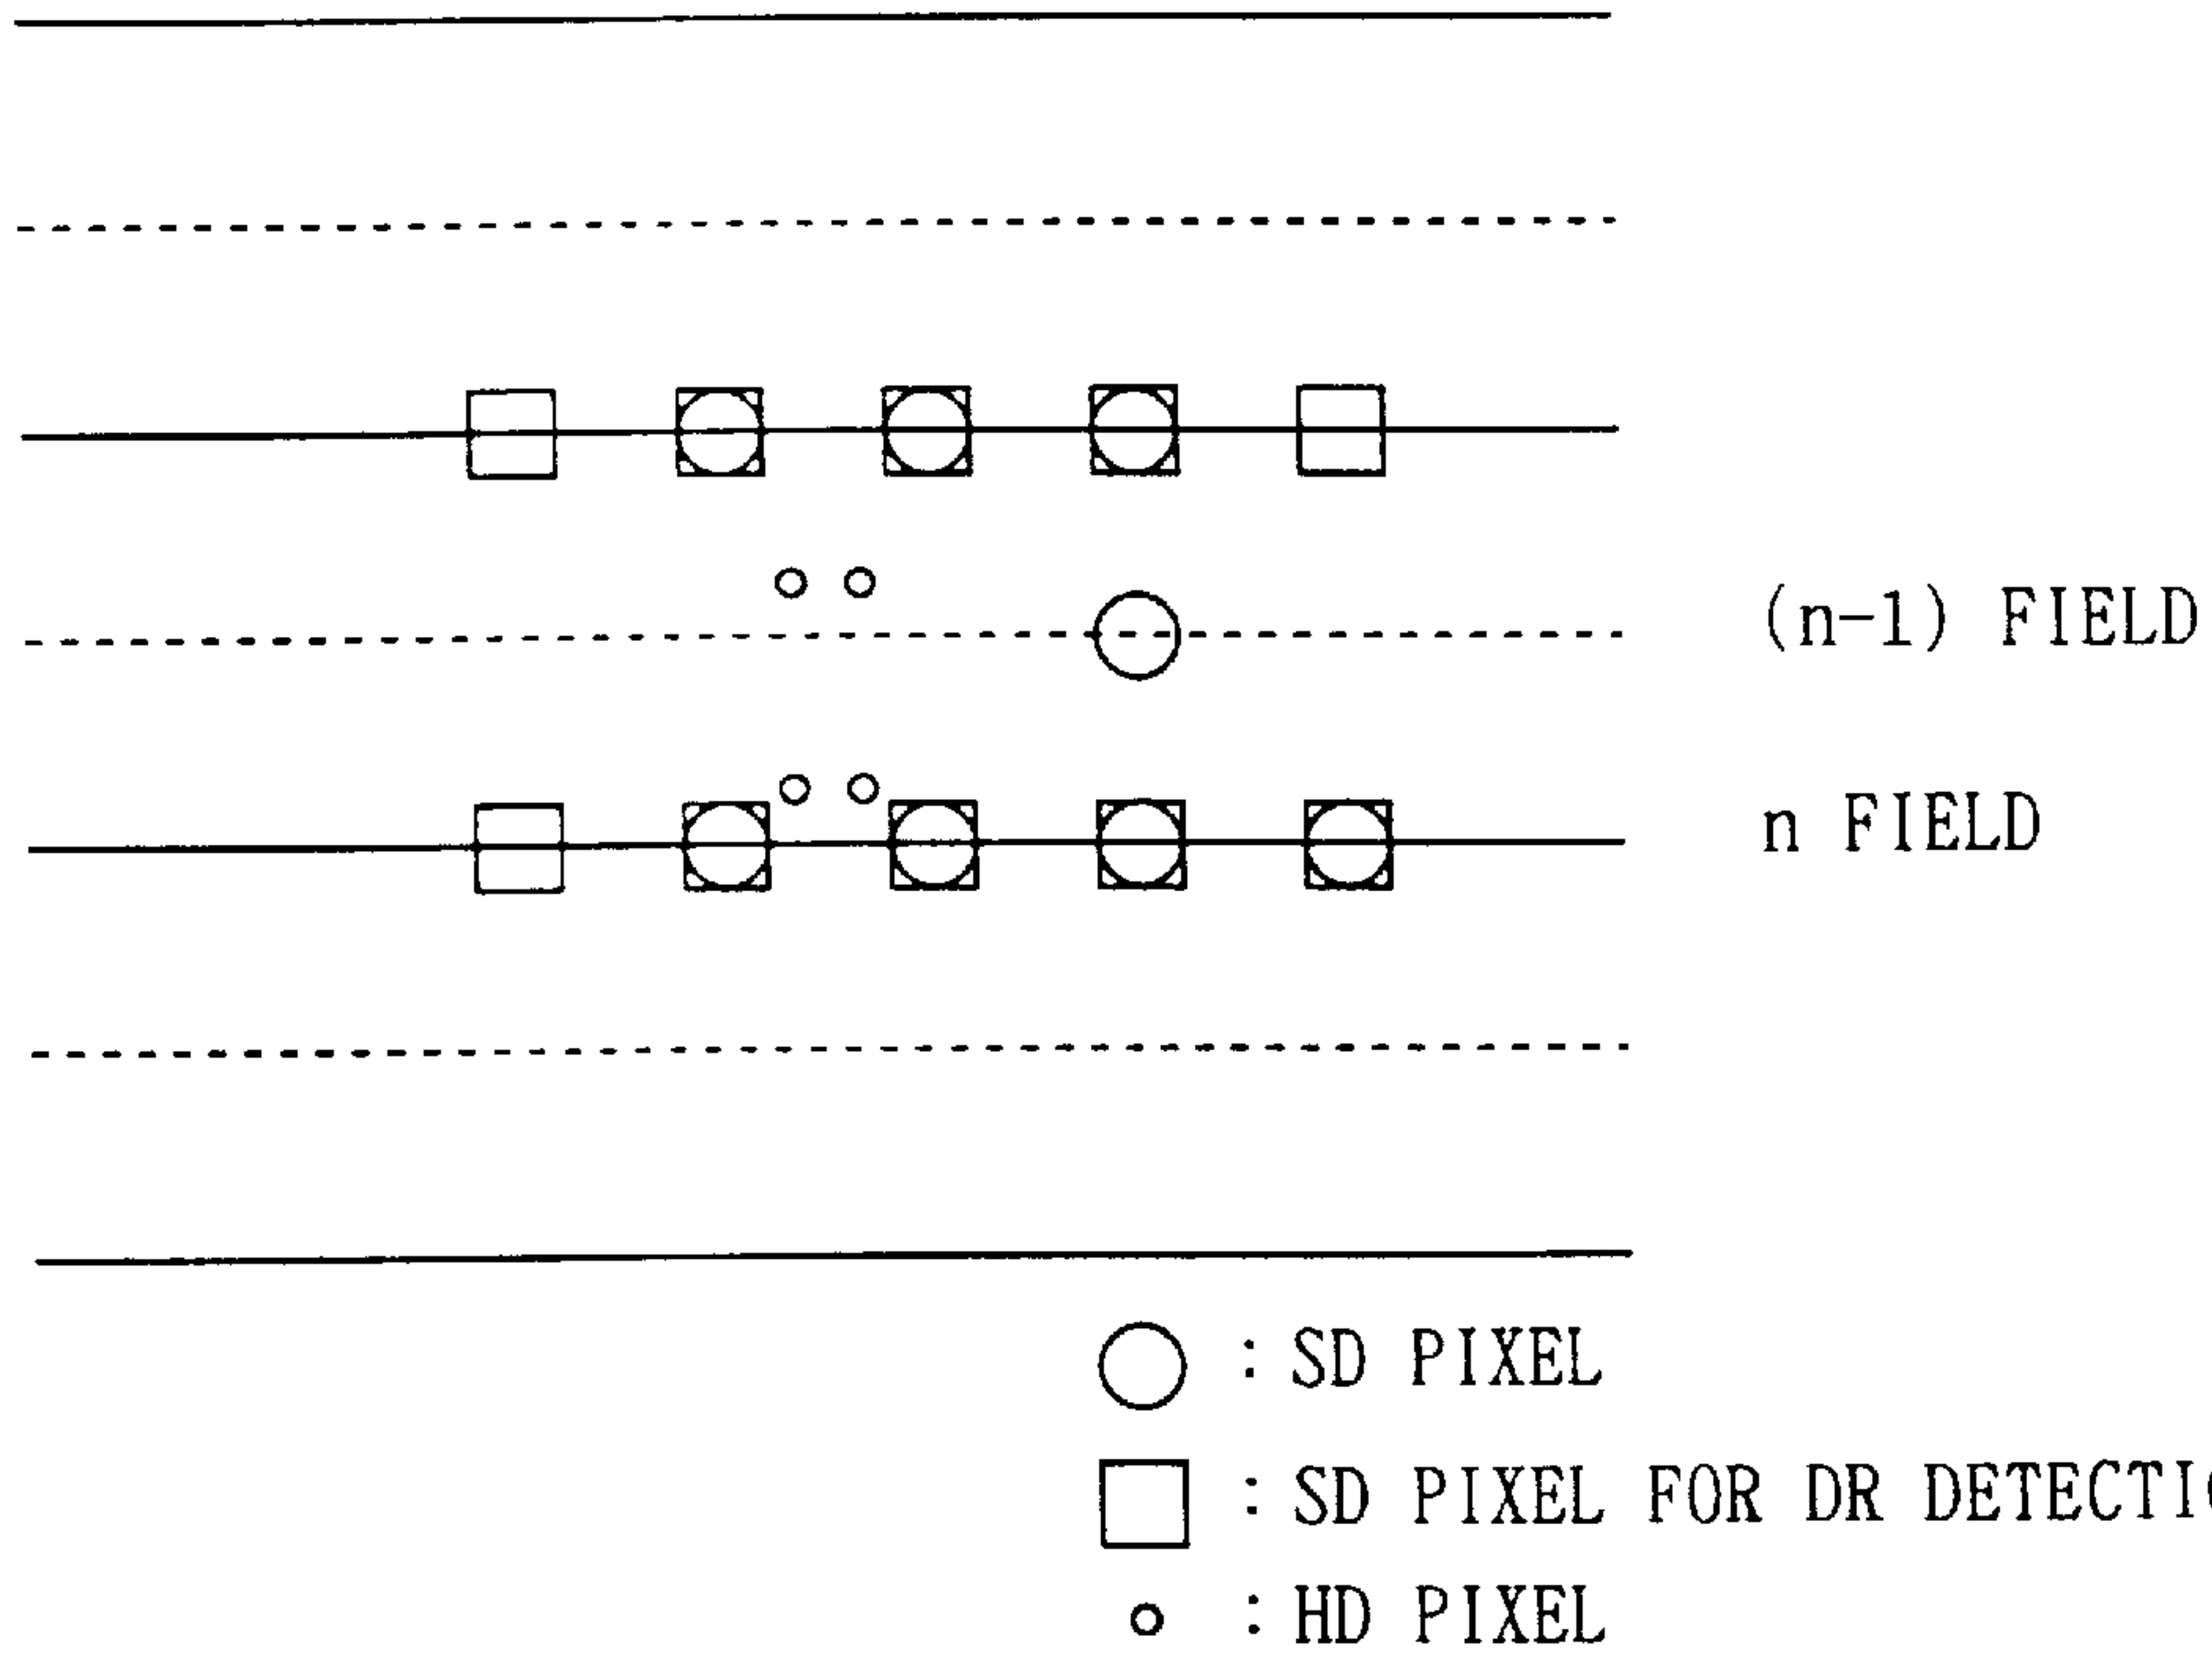 (n-1) FIELD
n FIELD
: SD PIXEL
: SD PIXEL FOR DR
: HD PIXEL